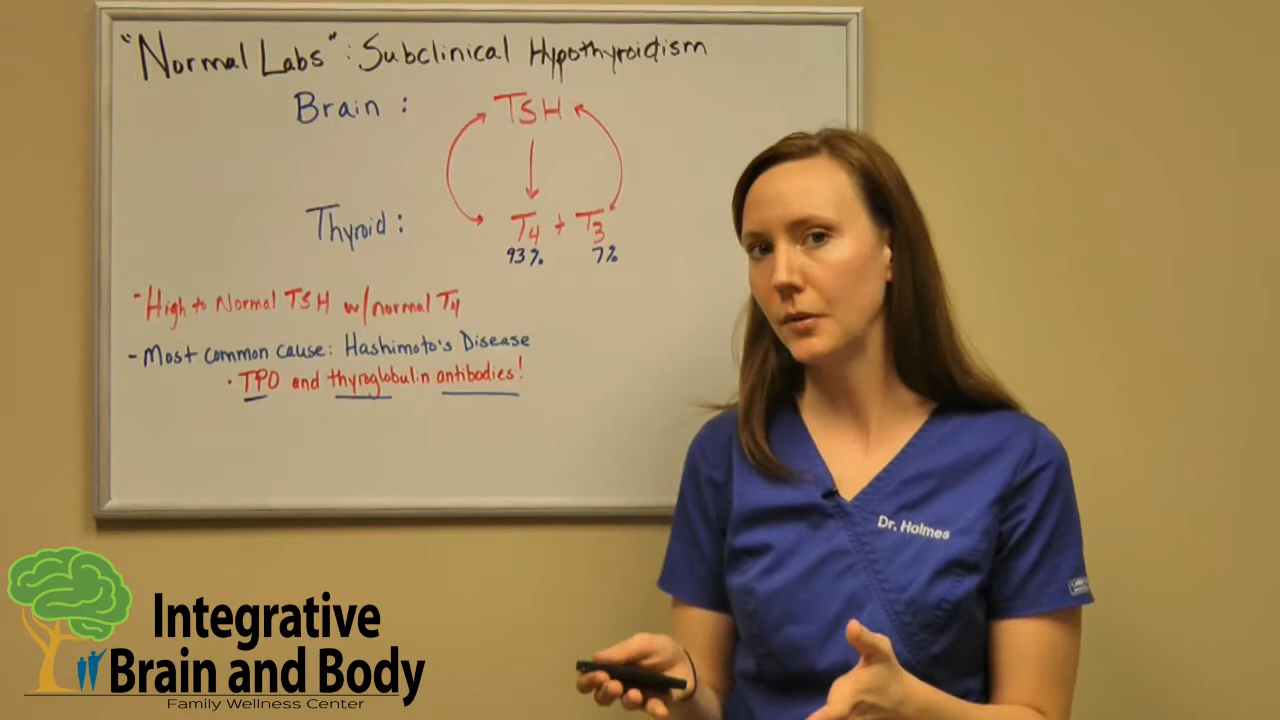 "Normal Labs": Subclinical Hypothyroidism
Brain: TSH
Thyroid: T4 + T3
93% 7%
- High to Normal TSH w/normal T4
- Most common cause: Hashimoto's Disease
• TPO and thyroglobulin antibodies!
Dr. Holmes
Integrative
Brain and Body
Family Wellness Center